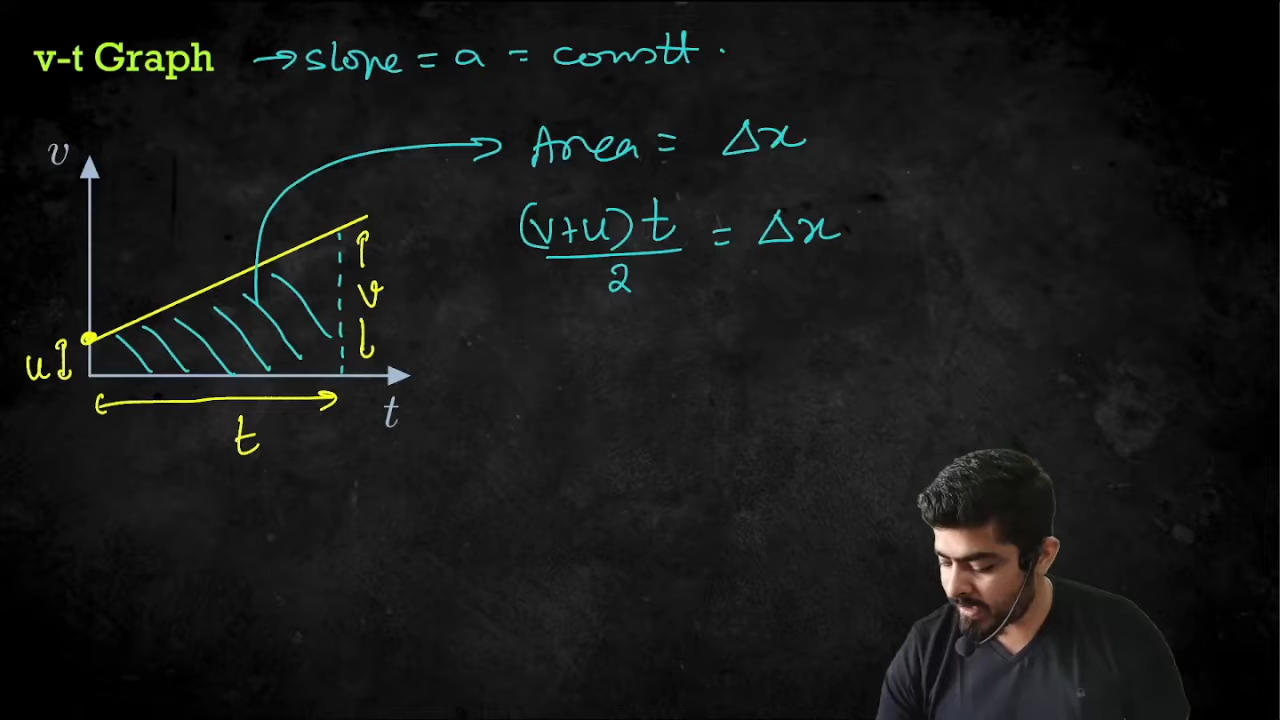 v-t Graph → slope = a = constt.
v
Area = Δx
(v+u) t / 2 = Δx
v
u
t
t